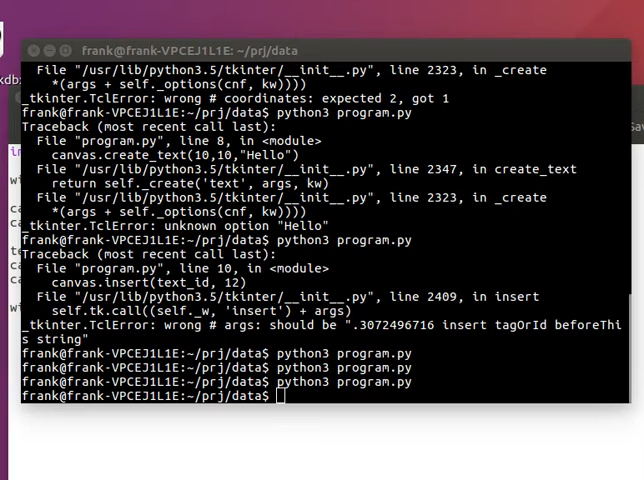 frank@frank-VPCEJ1L1E: ~/prj/data
File "/usr/lib/python3.5/tkinter/__init__.py", line 2323, in _create
*(args + self._options(cnf, kw))))
_tkinter.TclError: wrong # coordinates: expected 2, got 1
frank@frank-VPCEJ1L1E:~/prj/data$ python3 program.py
Traceback (most recent call last):
File "program.py", line 8, in <module>
canvas.create_text(10,10,"Hello")
File "/usr/lib/python3.5/tkinter/__init__.py", line 2347, in create_text
return self._create('text', args, kw)
File "/usr/lib/python3.5/tkinter/__init__.py", line 2323, in _create
*(args + self._options(cnf, kw))))
_tkinter.TclError: unknown option "Hello"
frank@frank-VPCEJ1L1E:~/prj/data$ python3 program.py
Traceback (most recent call last):
File "program.py", line 10, in <module>
canvas.insert(text_id, 12)
File "/usr/lib/python3.5/tkinter/__init__.py", line 2409, in insert
self.tk.call((self._w, 'insert') + args)
_tkinter.TclError: wrong # args: should be ".3072496716 insert tagOrId beforeThi
s string"
frank@frank-VPCEJ1L1E:~/prj/data$ python3 program.py
frank@frank-VPCEJ1L1E:~/prj/data$ python3 program.py
frank@frank-VPCEJ1L1E:~/prj/data$ python3 program.py
frank@frank-VPCEJ1L1E:~/prj/data$